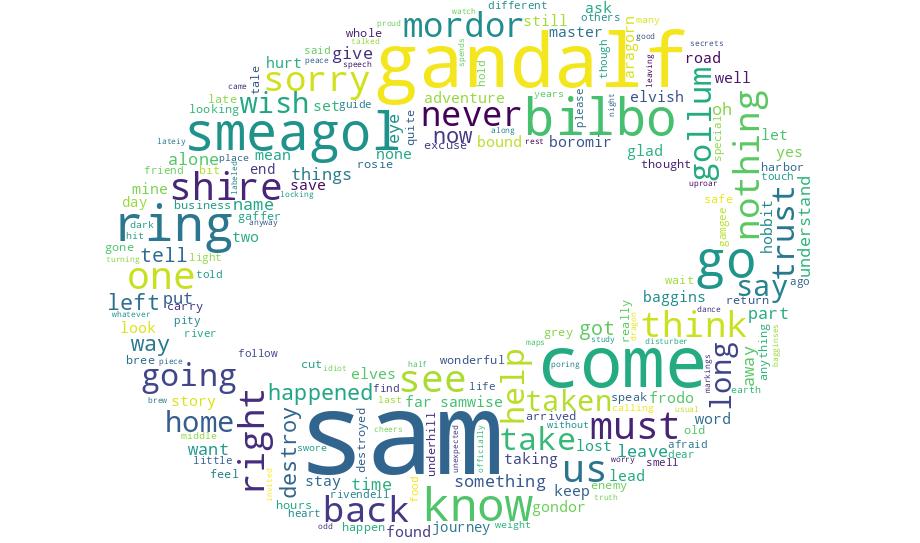 watch
different
ask
proud
mordor
still
others
many
whole
master
said
peace
talked
gandalf
good
secrets
give
speech
spends
hold
though
aragorn
leaving
road
hurt
tale
came
sorry
gollum
well
late
wish
set
guide
adventure
years
please
night
elvish
oh
special
looking
never
bilbo
nothing
smeagol
eye
quite
now
along
bound
rest
boromir
let
lately
none
excuse
glad
yes
alone
place
mean
rosie
thought
harbor
friend
bit
end
things
touch
labeled
uproar
mine
shire
save
locking
safe
trust
understand
day
business
name
gamgee
hobbit
ring
gaffer
dark
anyway
hit
two
gone
tell
light
go
turning
one
told
wait
say
ago
left
put
carry
baggins
return
whatever
pity
really
dragon
dance
part
look
river
grey
got
think
way
maps
study
disturber
anything
bagginses
bree
piece
follow
wonderful
come
poring
long
markings
away
going
cut
idiot
half
elves
see
life
help
earth
brew
story
happened
find
last
far
samwise
taken
speak
frodo
calling
usual
home
right
destroy
sam
destroyed
cheers
underhill
unexpected
officially
arrived
without
must
word
middle
want
swore
take
lost
leave
old
afraid
dear
little
feel
stay
taking
us
worry
smell
invited
time
food
something
keep
lead
enemy
truth
hours
rivendell
heart
back
know
gondor
odd
happen
found
journey
weight